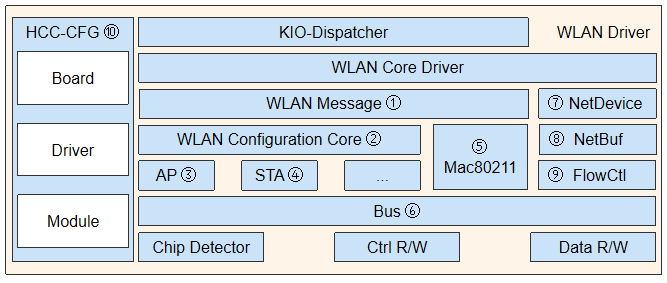 HCC-CFG ⑩
Board
Driver
Module
KIO-Dispatcher
WLAN Driver
WLAN Core Driver
WLAN Message ①
⑦ NetDevice
WLAN Configuration Core ②
⑤
Mac80211
⑧ NetBuf
AP ③
STA ④
...
⑨ FlowCtl
Bus ⑥
Chip Detector
Ctrl R/W
Data R/W